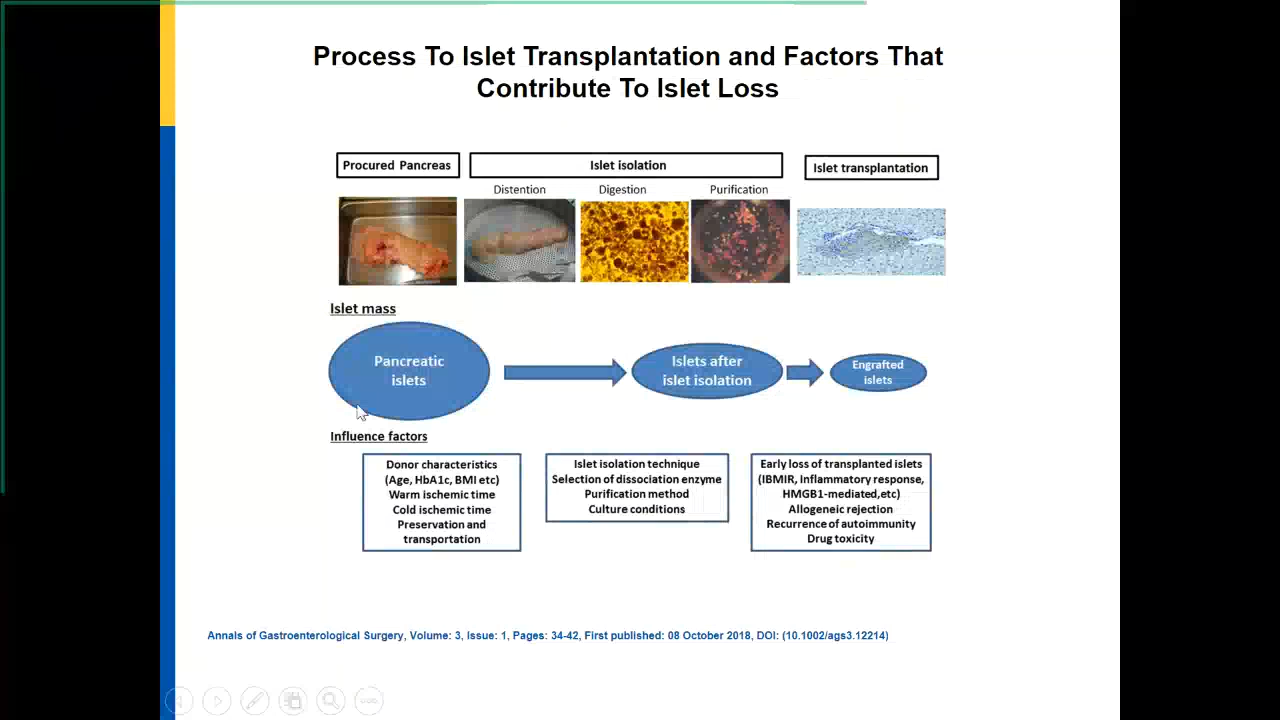 Process To Islet Transplantation and Factors That
Contribute To Islet Loss
Procured Pancreas
Islet isolation
Islet transplantation
Distention
Digestion
Purification
Islet mass
Pancreatic
islets
Islets after
islet isolation
Engrafted
islets
Influence factors
Donor characteristics
(Age, HbA1c, BMI etc)
Warm ischemic time
Cold ischemic time
Preservation and
transportation
Islet isolation technique
Selection of dissociation enzyme
Purification method
Culture conditions
Early loss of transplanted islets
(IBMIR, Inflammatory response,
HMGB1-mediated,etc)
Allogeneic rejection
Recurrence of autoimmunity
Drug toxicity
Annals of Gastroenterological Surgery, Volume: 3, Issue: 1, Pages: 34-42, First published: 08 October 2018, DOI: (10.1002/ags3.12214)